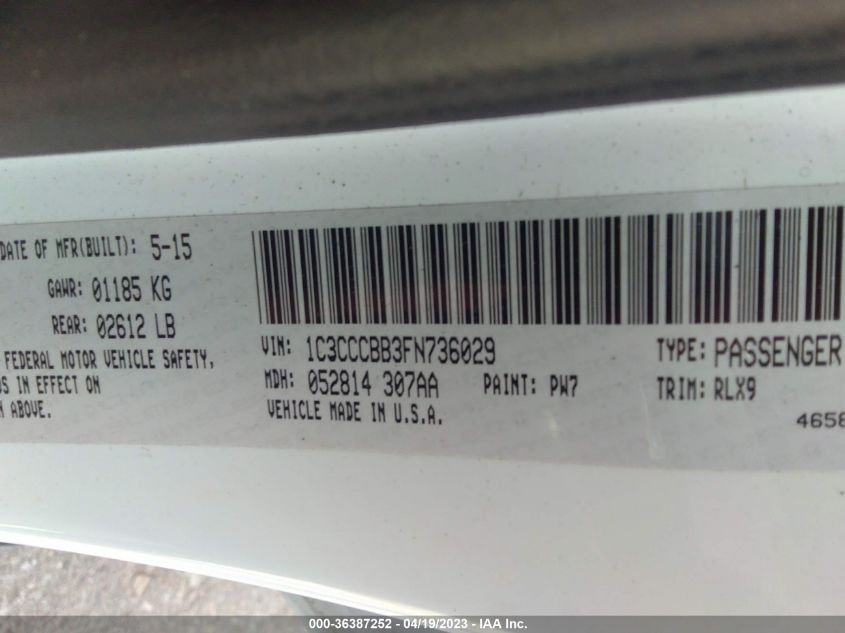 DATE OF MFR(BUILT): 5-15
GAWR: 01185 KG
REAR: 02612 LB
FEDERAL MOTOR VEHICLE SAFETY,
IN EFFECT ON
ABOVE.
VIN: 1C3CCCBB3FN736029
TYPE: PASSENGER
MDH: 052814 307AA
PAINT: PW7
TRIM: RLX9
VEHICLE MADE IN U.S.A.
4658
000-36387252 - 04/19/2023 - IAA Inc.